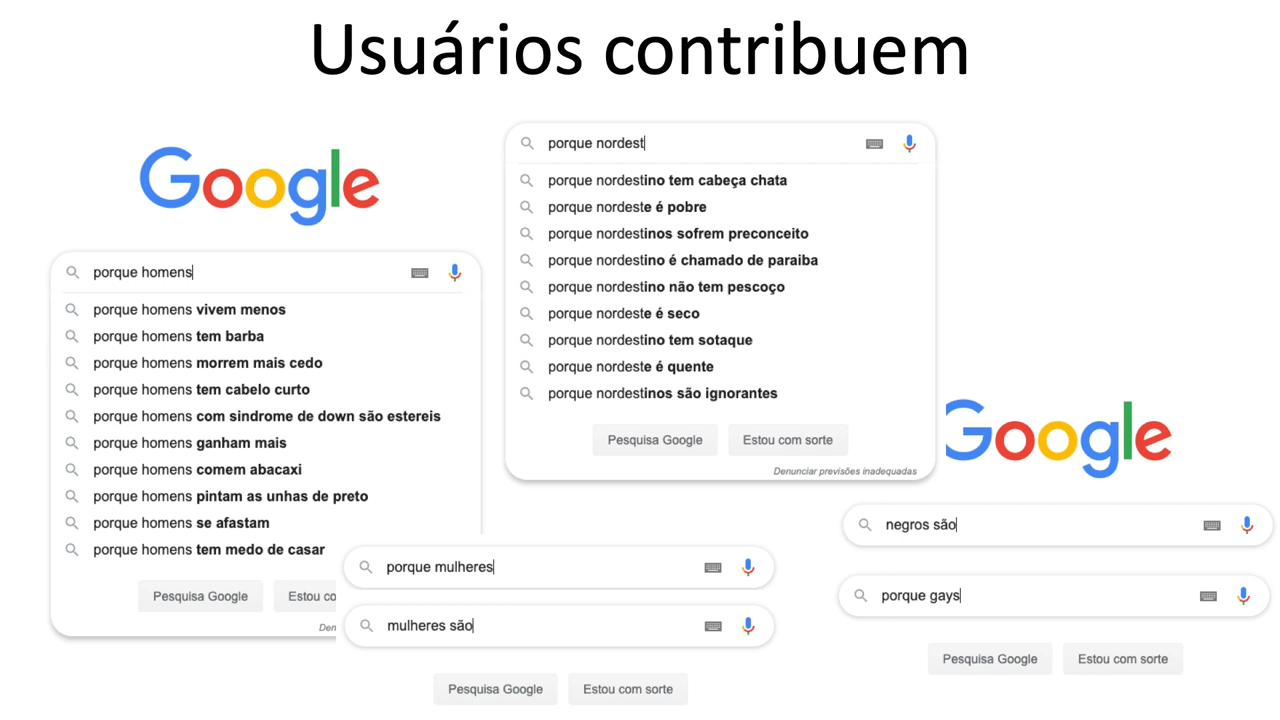 Usuários contribuem
Google
porque homens
porque homens vivem menos
porque homens tem barba
porque homens morrem mais cedo
porque homens tem cabelo curto
porque homens com sindrome de down são estereis
porque homens ganham mais
porque homens comem abacaxi
porque homens pintam as unhas de preto
porque homens se afastam
porque homens tem medo de casar
Pesquisa Google
Estou co
Den
porque nordest
porque nordestino tem cabeça chata
porque nordeste é pobre
porque nordestinos sofrem preconceito
porque nordestino é chamado de paraiba
porque nordestino não tem pescoço
porque nordeste é seco
porque nordestino tem sotaque
porque nordeste é quente
porque nordestinos são ignorantes
Pesquisa Google
Estou com sorte
Denunciar previsões inadequadas
porque mulheres
mulheres são
Pesquisa Google
Estou com sorte
Google
negros são
porque gays
Pesquisa Google
Estou com sorte